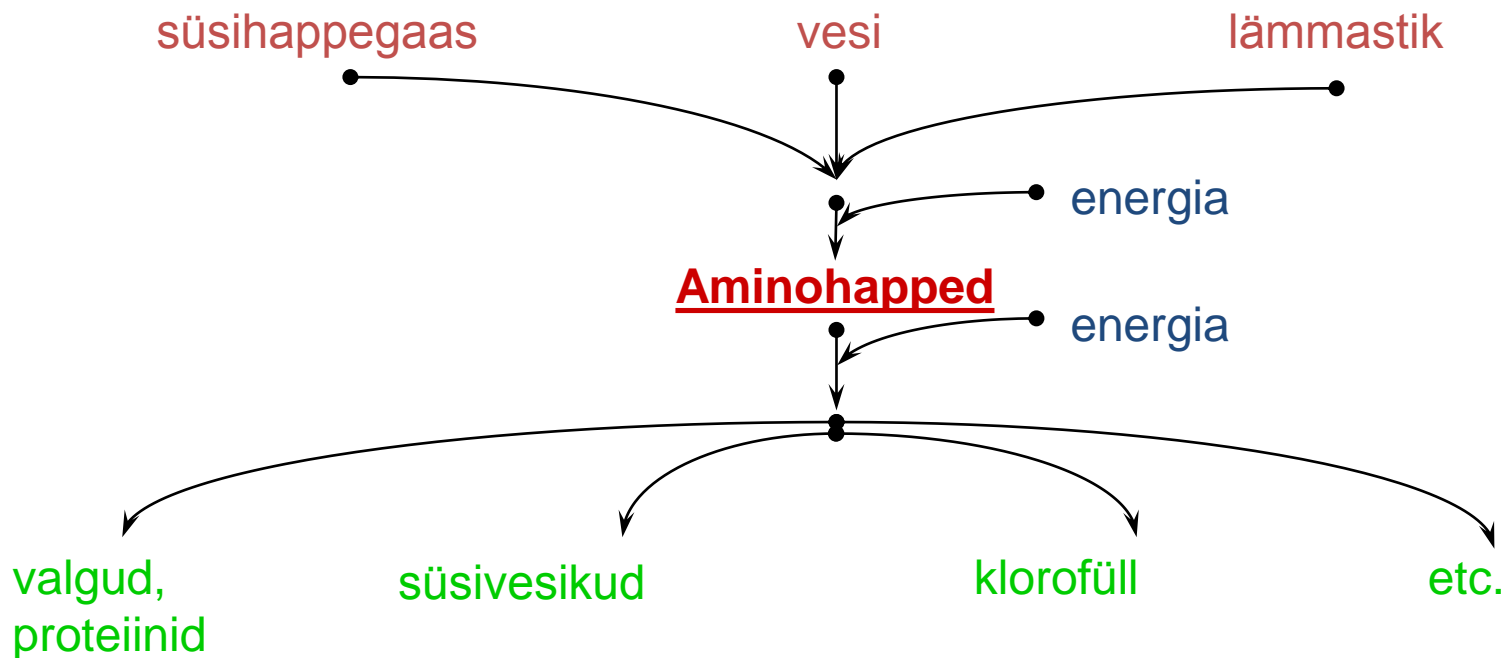 süsihappegaas
vesi
lämmastik
energia
Aminohapped
energia
valgud,
proteiinid
süsivesikud
klorofüll
etc.